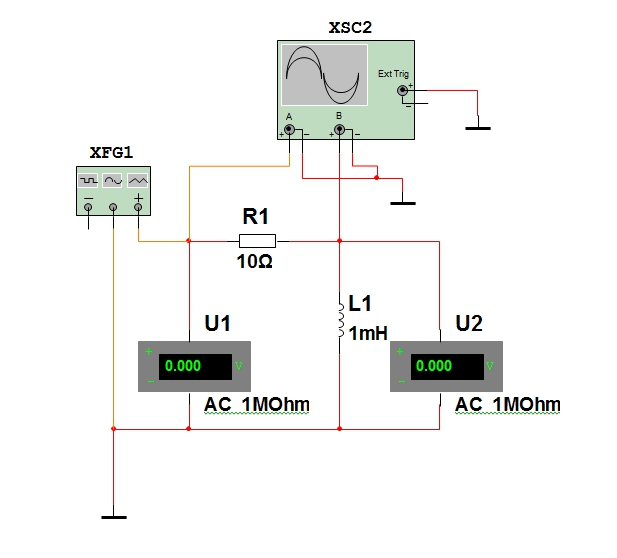 XSC2
Ext Trig
+
−
A
B
+ − + −
XFG1
− +
R1
10Ω
L1
1mH
U1
+
0.000 V
−
AC 1MOhm
U2
+
0.000 V
−
AC 1MOhm